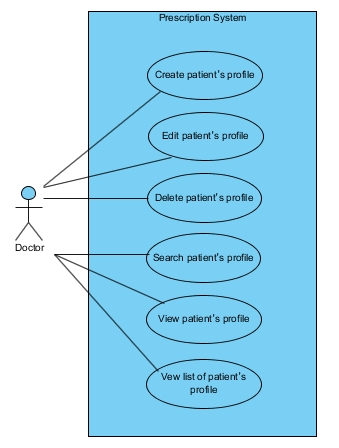 Prescription System
Create patient's profile
Edit patient's profile
Delete patient's profile
Doctor
Search patient's profile
View patient's profile
Vew list of patient's
profile